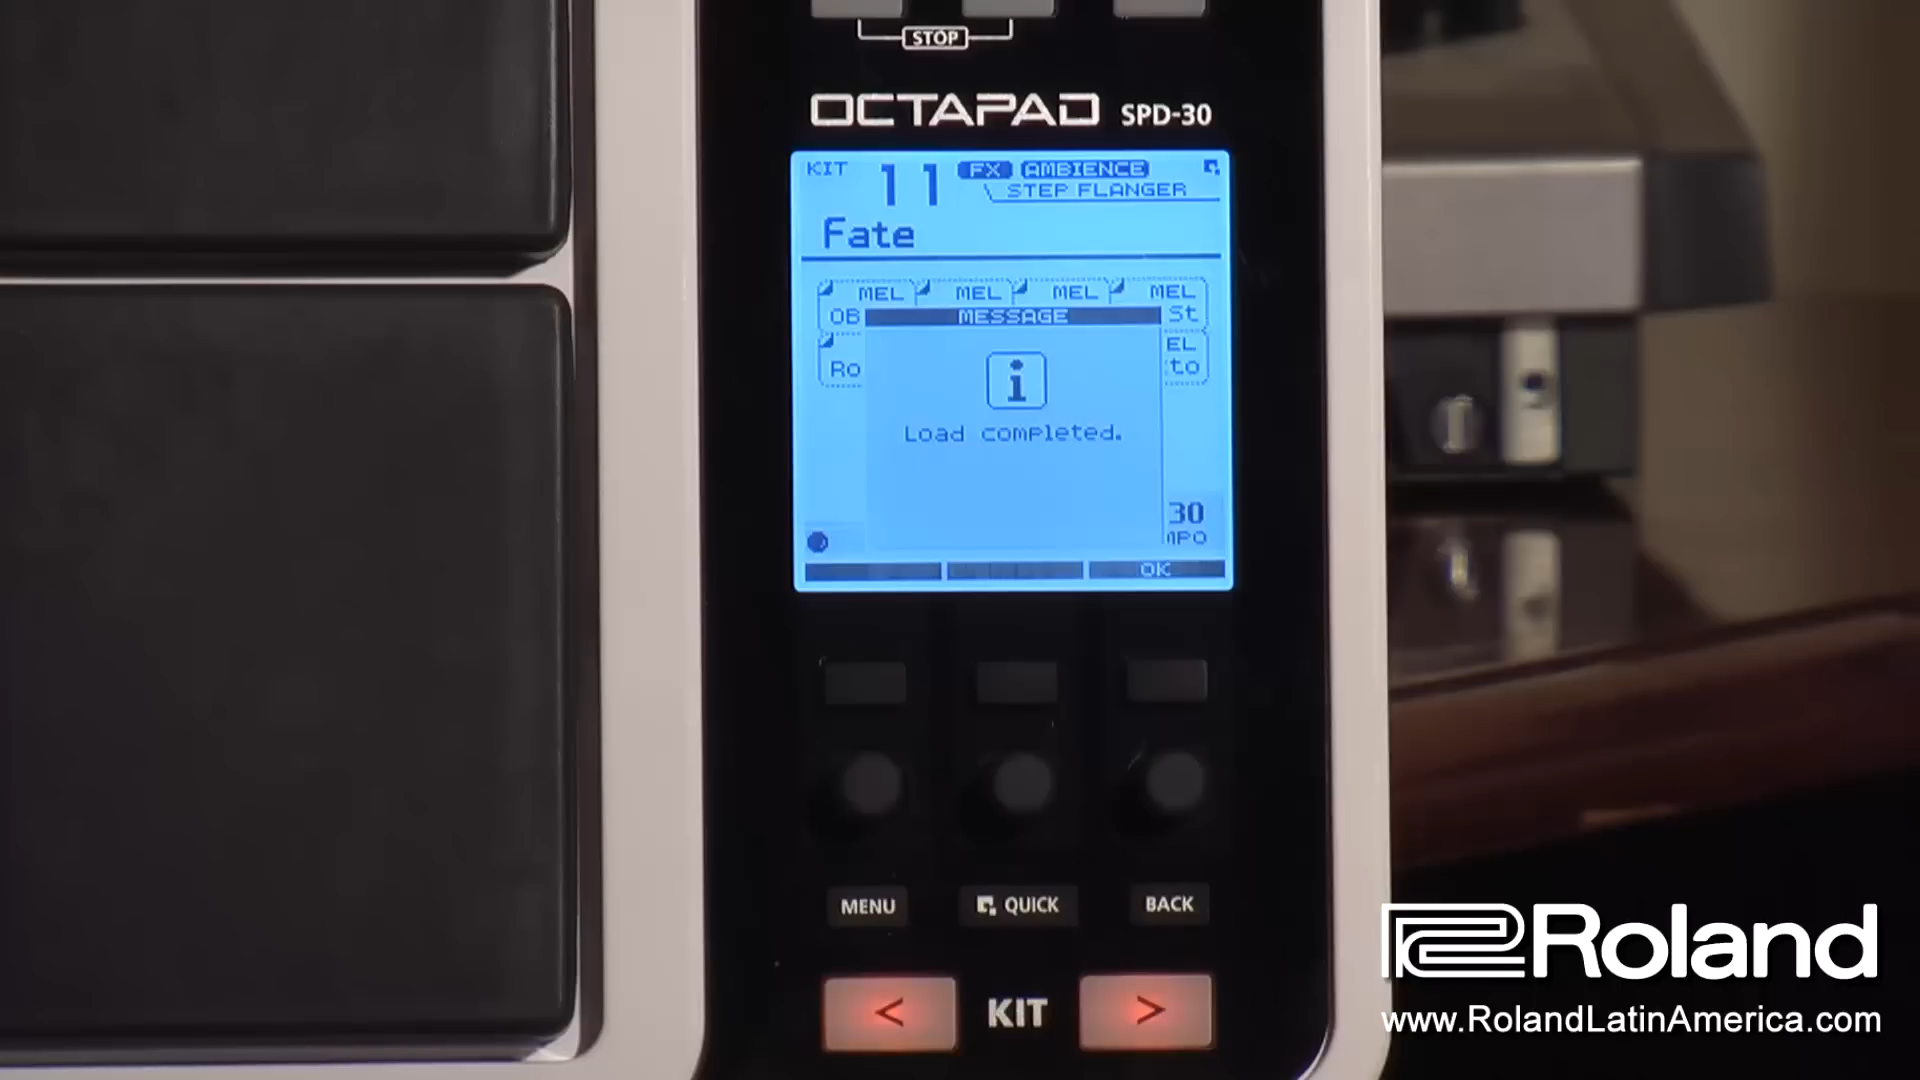 STOP
OCTAPAD SPD-30
KIT 11 FX AMBIENCE
STEP FLANGER
Fate
MEL MEL MEL MEL
OB MESSAGE St
EL
Ro to
Load completed.
30
MPO
OK
MENU QUICK BACK
< KIT >
Roland
www.RolandLatinAmerica.com